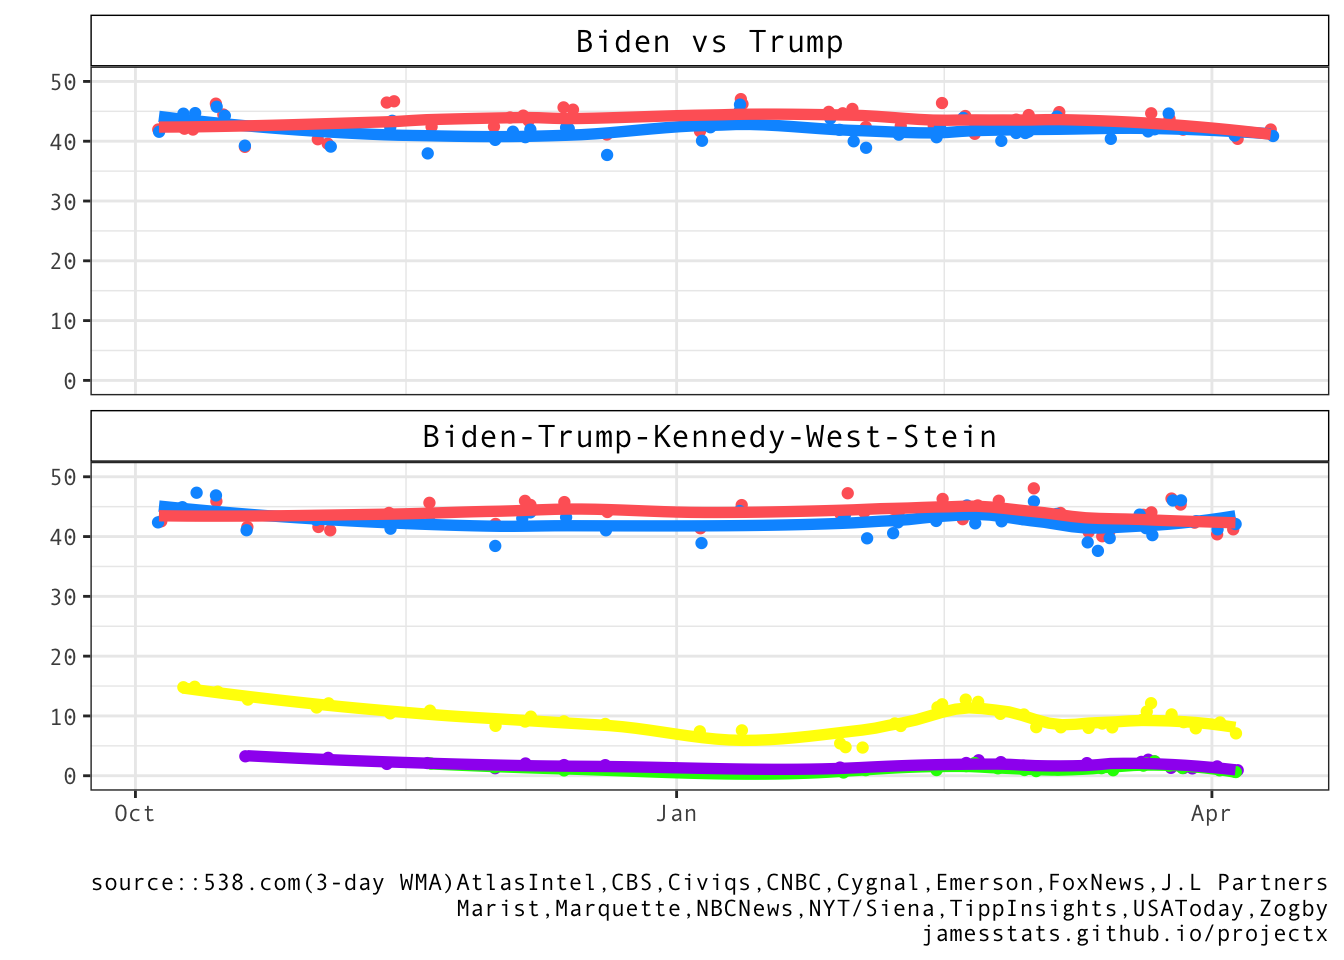 Biden vs Trump
50
40
30
20
10
0
Biden-Trump-Kennedy-West-Stein
50
40
30
20
10
0
Oct Jan Apr
source::538.com(3-day WMA)AtlasIntel,CBS,Civiqs,CNBC,Cygnal,Emerson,FoxNews,J.L Partners
Marist,Marquette,NBCNews,NYT/Siena,TippInsights,USAToday,Zogby
jamesstats.github.io/projectx